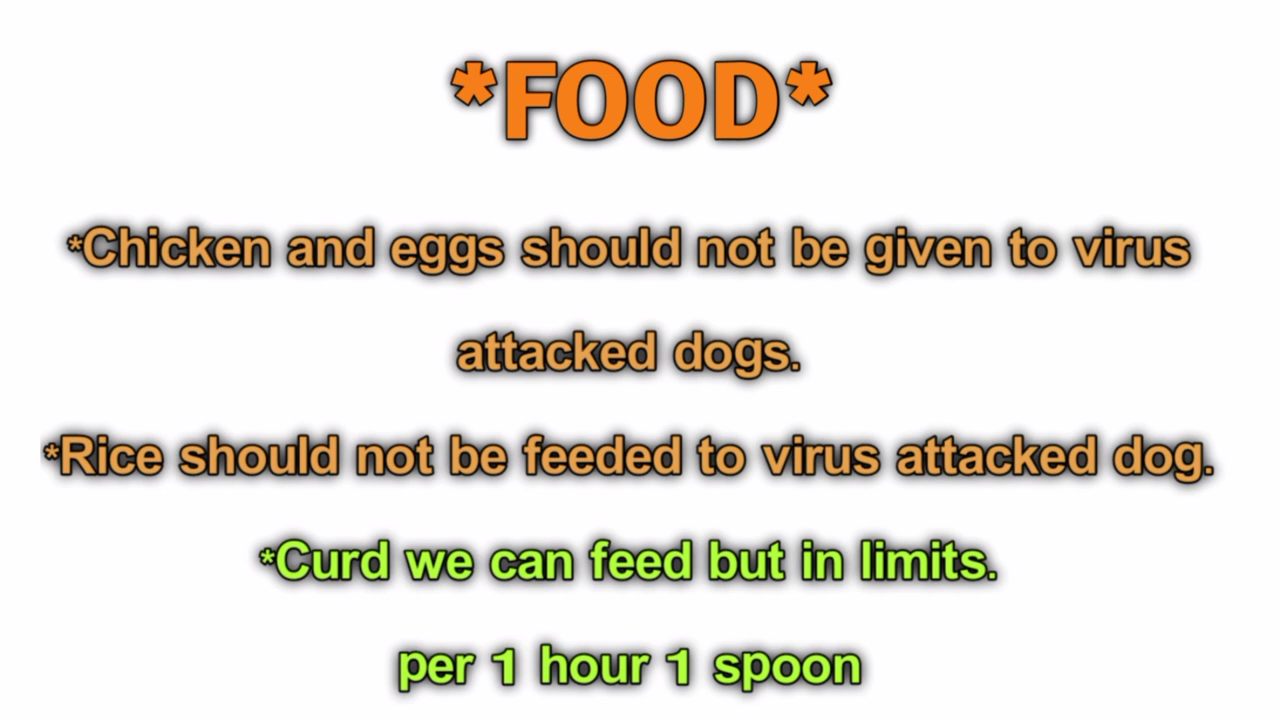 *FOOD*
*Chicken and eggs should not be given to virus
attacked dogs.
*Rice should not be feeded to virus attacked dog.
*Curd we can feed but in limits.
per 1 hour 1 spoon